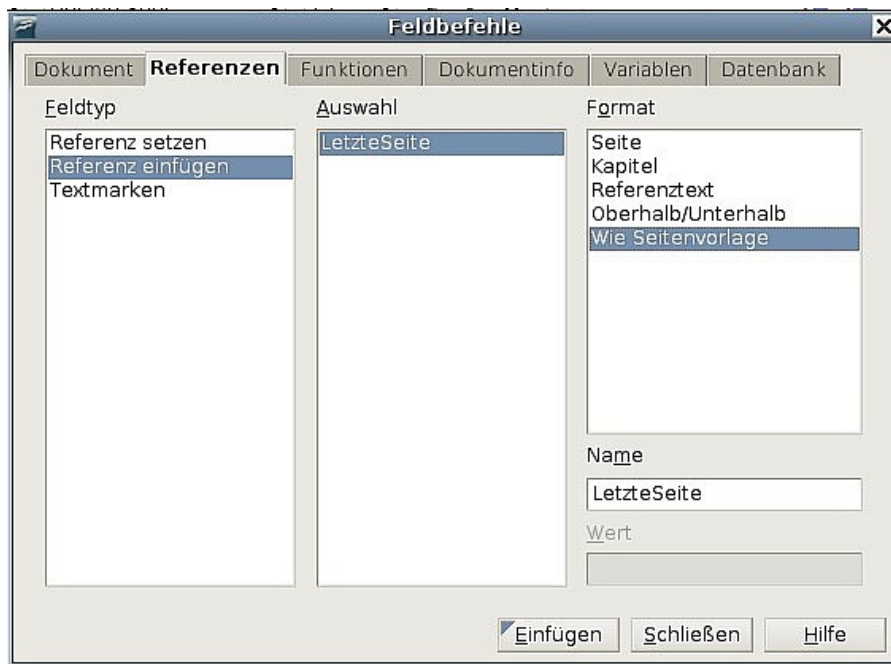 Feldbefehle
Dokument Referenzen Funktionen Dokumentinfo Variablen Datenbank
Feldtyp
Referenz setzen
Referenz einfügen
Textmarken
Auswahl
LetzteSeite
Format
Seite
Kapitel
Referenztext
Oberhalb/Unterhalb
Wie Seitenvorlage
Name
LetzteSeite
Wert
Einfügen Schließen Hilfe